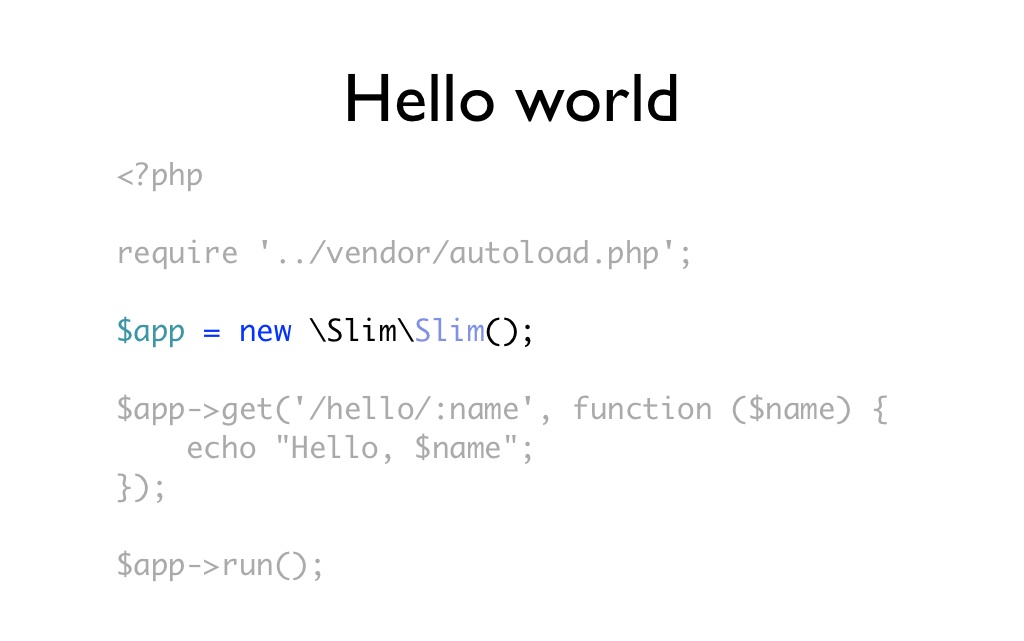 Hello world
<?php
require '../vendor/autoload.php';
$app = new \Slim\Slim();
$app->get('/hello/:name', function ($name) {
    echo "Hello, $name";
});
$app->run();